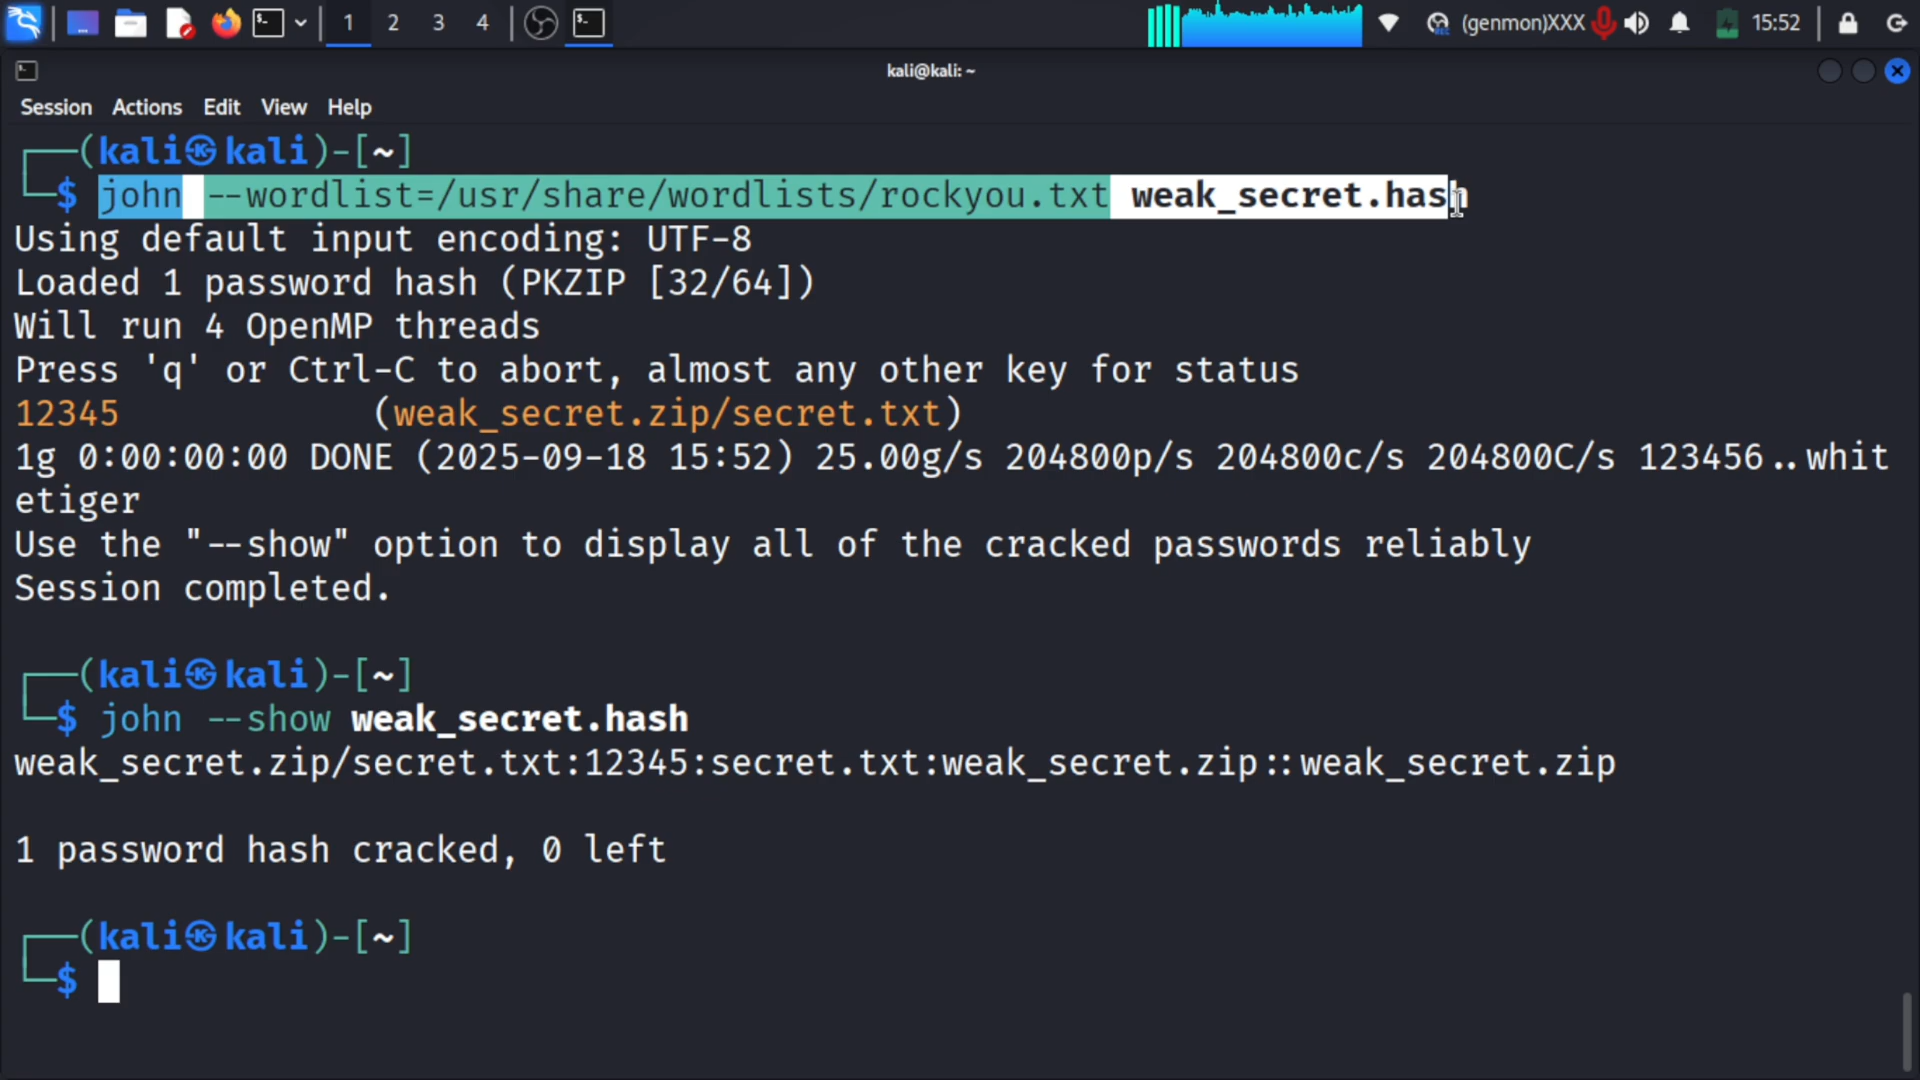 1 2 3 4 (genmon)XXX 15:52
kali@kali: ~
Session Actions Edit View Help
┌──(kali㉿kali)-[~]
└─$ john --wordlist=/usr/share/wordlists/rockyou.txt weak_secret.hash
Using default input encoding: UTF-8
Loaded 1 password hash (PKZIP [32/64])
Will run 4 OpenMP threads
Press 'q' or Ctrl-C to abort, almost any other key for status
12345 (weak_secret.zip/secret.txt)
1g 0:00:00:00 DONE (2025-09-18 15:52) 25.00g/s 204800p/s 204800c/s 204800C/s 123456..whit
etiger
Use the "--show" option to display all of the cracked passwords reliably
Session completed.
┌──(kali㉿kali)-[~]
└─$ john --show weak_secret.hash
weak_secret.zip/secret.txt:12345:secret.txt:weak_secret.zip::weak_secret.zip
1 password hash cracked, 0 left
┌──(kali㉿kali)-[~]
└─$